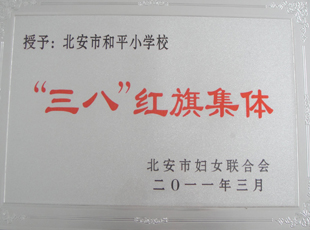 授予：北安市和平小学校
“三八”红旗集体
北安市妇女联合会
二〇一一年三月